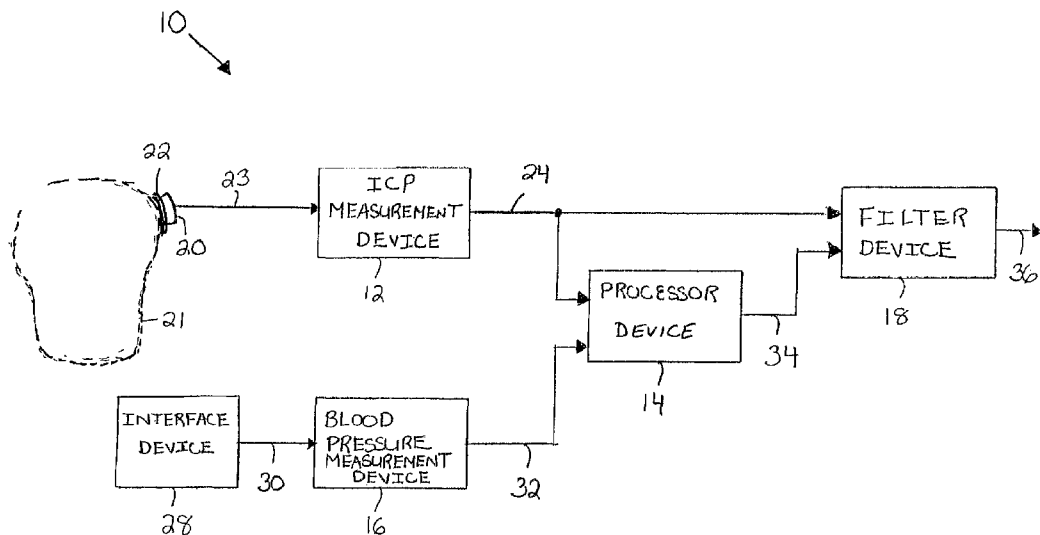 10
22
23
20
21
ICP
MEASUREMENT
DEVICE
12
24
FILTER
DEVICE
18
36
PROCESSOR
DEVICE
14
34
INTERFACE
DEVICE
28
30
BLOOD
PRESSURE
MEASUREMENT
DEVICE
16
32